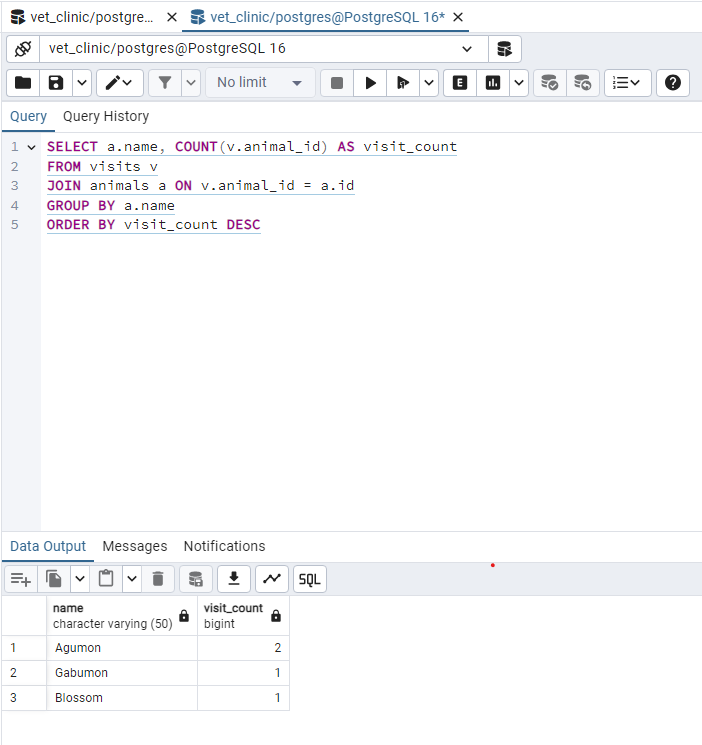 vet_clinic/postgre... vet_clinic/postgres@PostgreSQL 16*
vet_clinic/postgres@PostgreSQL 16
No limit E
Query Query History
1 SELECT a.name, COUNT(v.animal_id) AS visit_count
2 FROM visits v
3 JOIN animals a ON v.animal_id = a.id
4 GROUP BY a.name
5 ORDER BY visit_count DESC
Data Output Messages Notifications
SQL
name visit_count
character varying (50) bigint
1 Agumon 2
2 Gabumon 1
3 Blossom 1